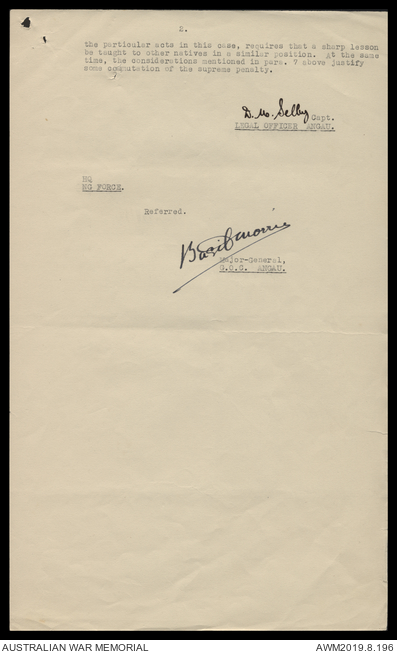 2.
the particular acts in this case, requires that a sharp lesson
be taught to other natives in a similar position. At the same
time, the considerations mentioned in para. 7 above justify
some commutation of the supreme penalty.
D. M. Selby Capt.
LEGAL OFFICER ANGAU.
HQ
NG FORCE.
Referred.
Basil Morris
Major-General,
G.O.C. ANGAU.
AUSTRALIAN WAR MEMORIAL
AWM2019.8.196